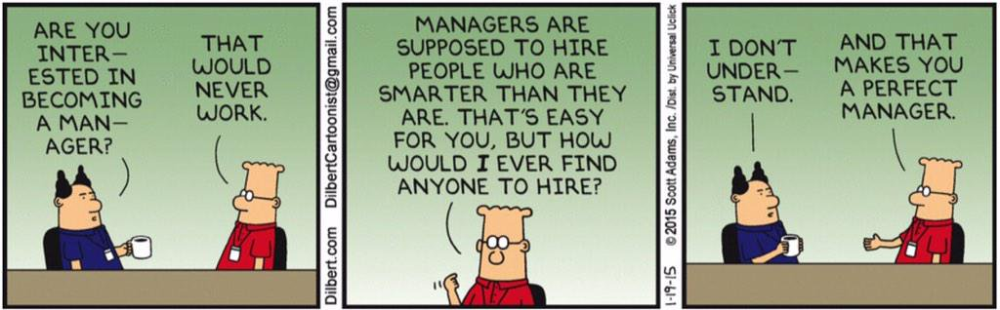 ARE YOU
INTER-
ESTED IN
BECOMING
A MAN-
AGER?
THAT
WOULD
NEVER
WORK.
Dilbert.com DilbertCartoonist@gmail.com
MANAGERS ARE
SUPPOSED TO HIRE
PEOPLE WHO ARE
SMARTER THAN THEY
ARE. THAT'S EASY
FOR YOU, BUT HOW
WOULD I EVER FIND
ANYONE TO HIRE?
1-19-15 © 2015 Scott Adams, Inc. /Dist. by Universal Uclick
I DON'T
UNDER-
STAND.
AND THAT
MAKES YOU
A PERFECT
MANAGER.